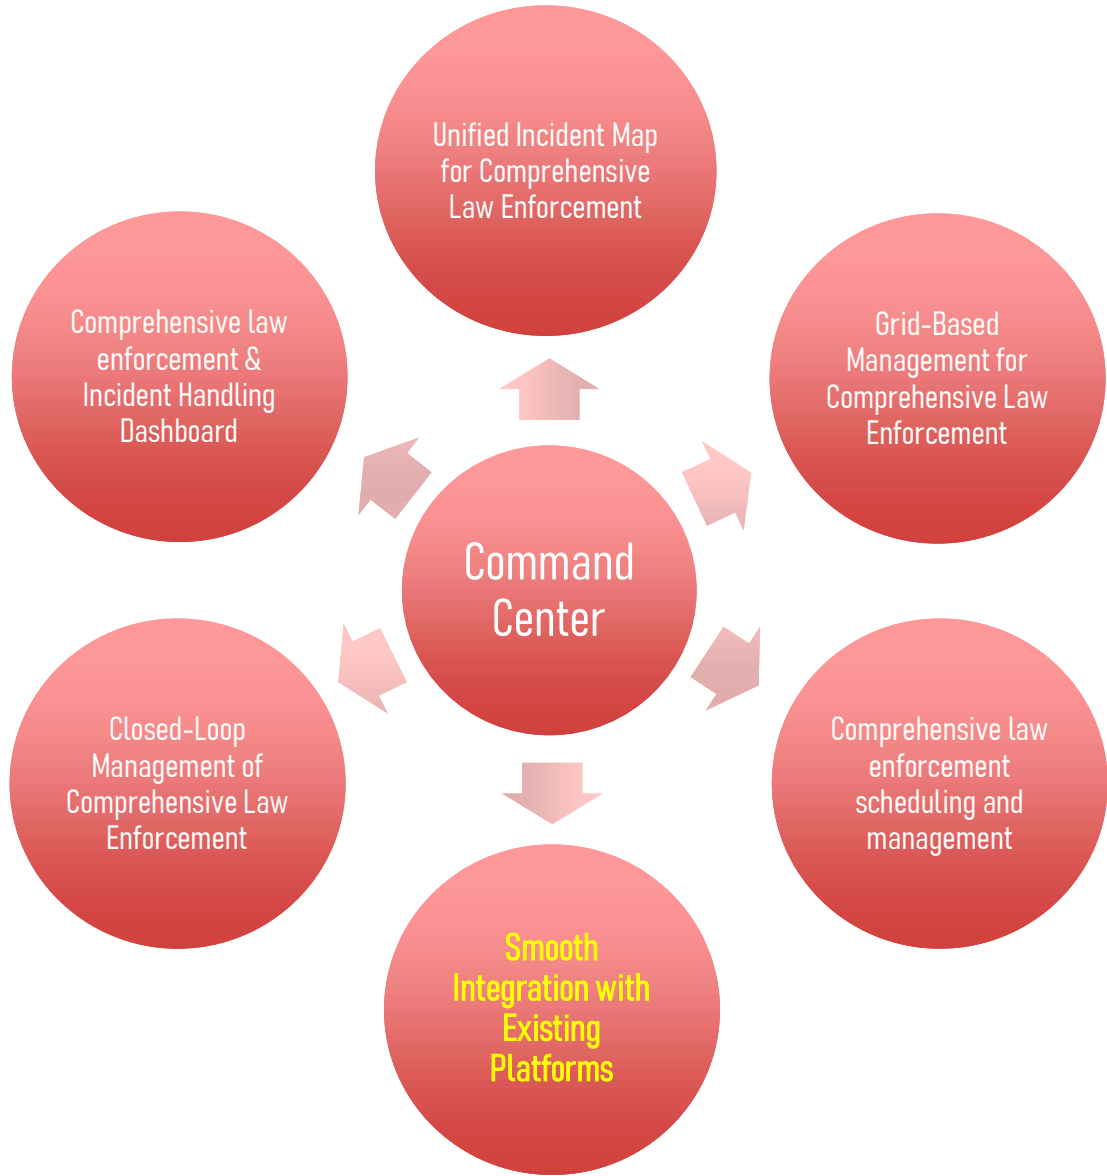 Unified Incident Map
for Comprehensive
Law Enforcement
Comprehensive law
enforcement &
Incident Handling
Dashboard
Grid-Based
Management for
Comprehensive Law
Enforcement
Command
Center
Closed-Loop
Management of
Comprehensive Law
Enforcement
Comprehensive law
enforcement
scheduling and
management
Smooth
Integration with
Existing
Platforms